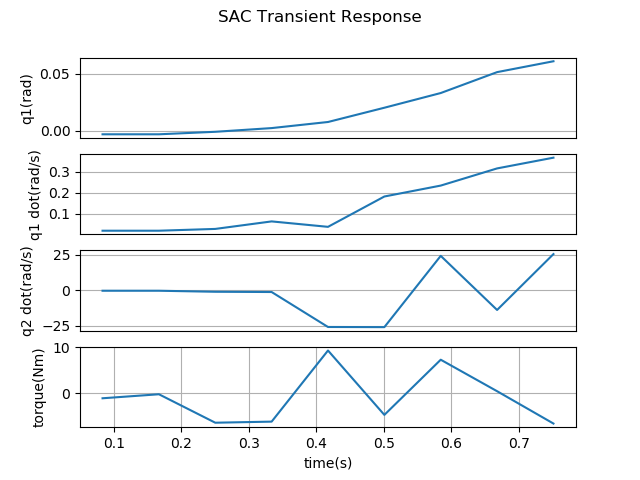 SAC Transient Response
q1(rad)
0.05
0.00
q1 dot(rad/s)
0.3
0.2
0.1
q2 dot(rad/s)
25
0
−25
torque(Nm)
10
0
0.1 0.2 0.3 0.4 0.5 0.6 0.7
time(s)